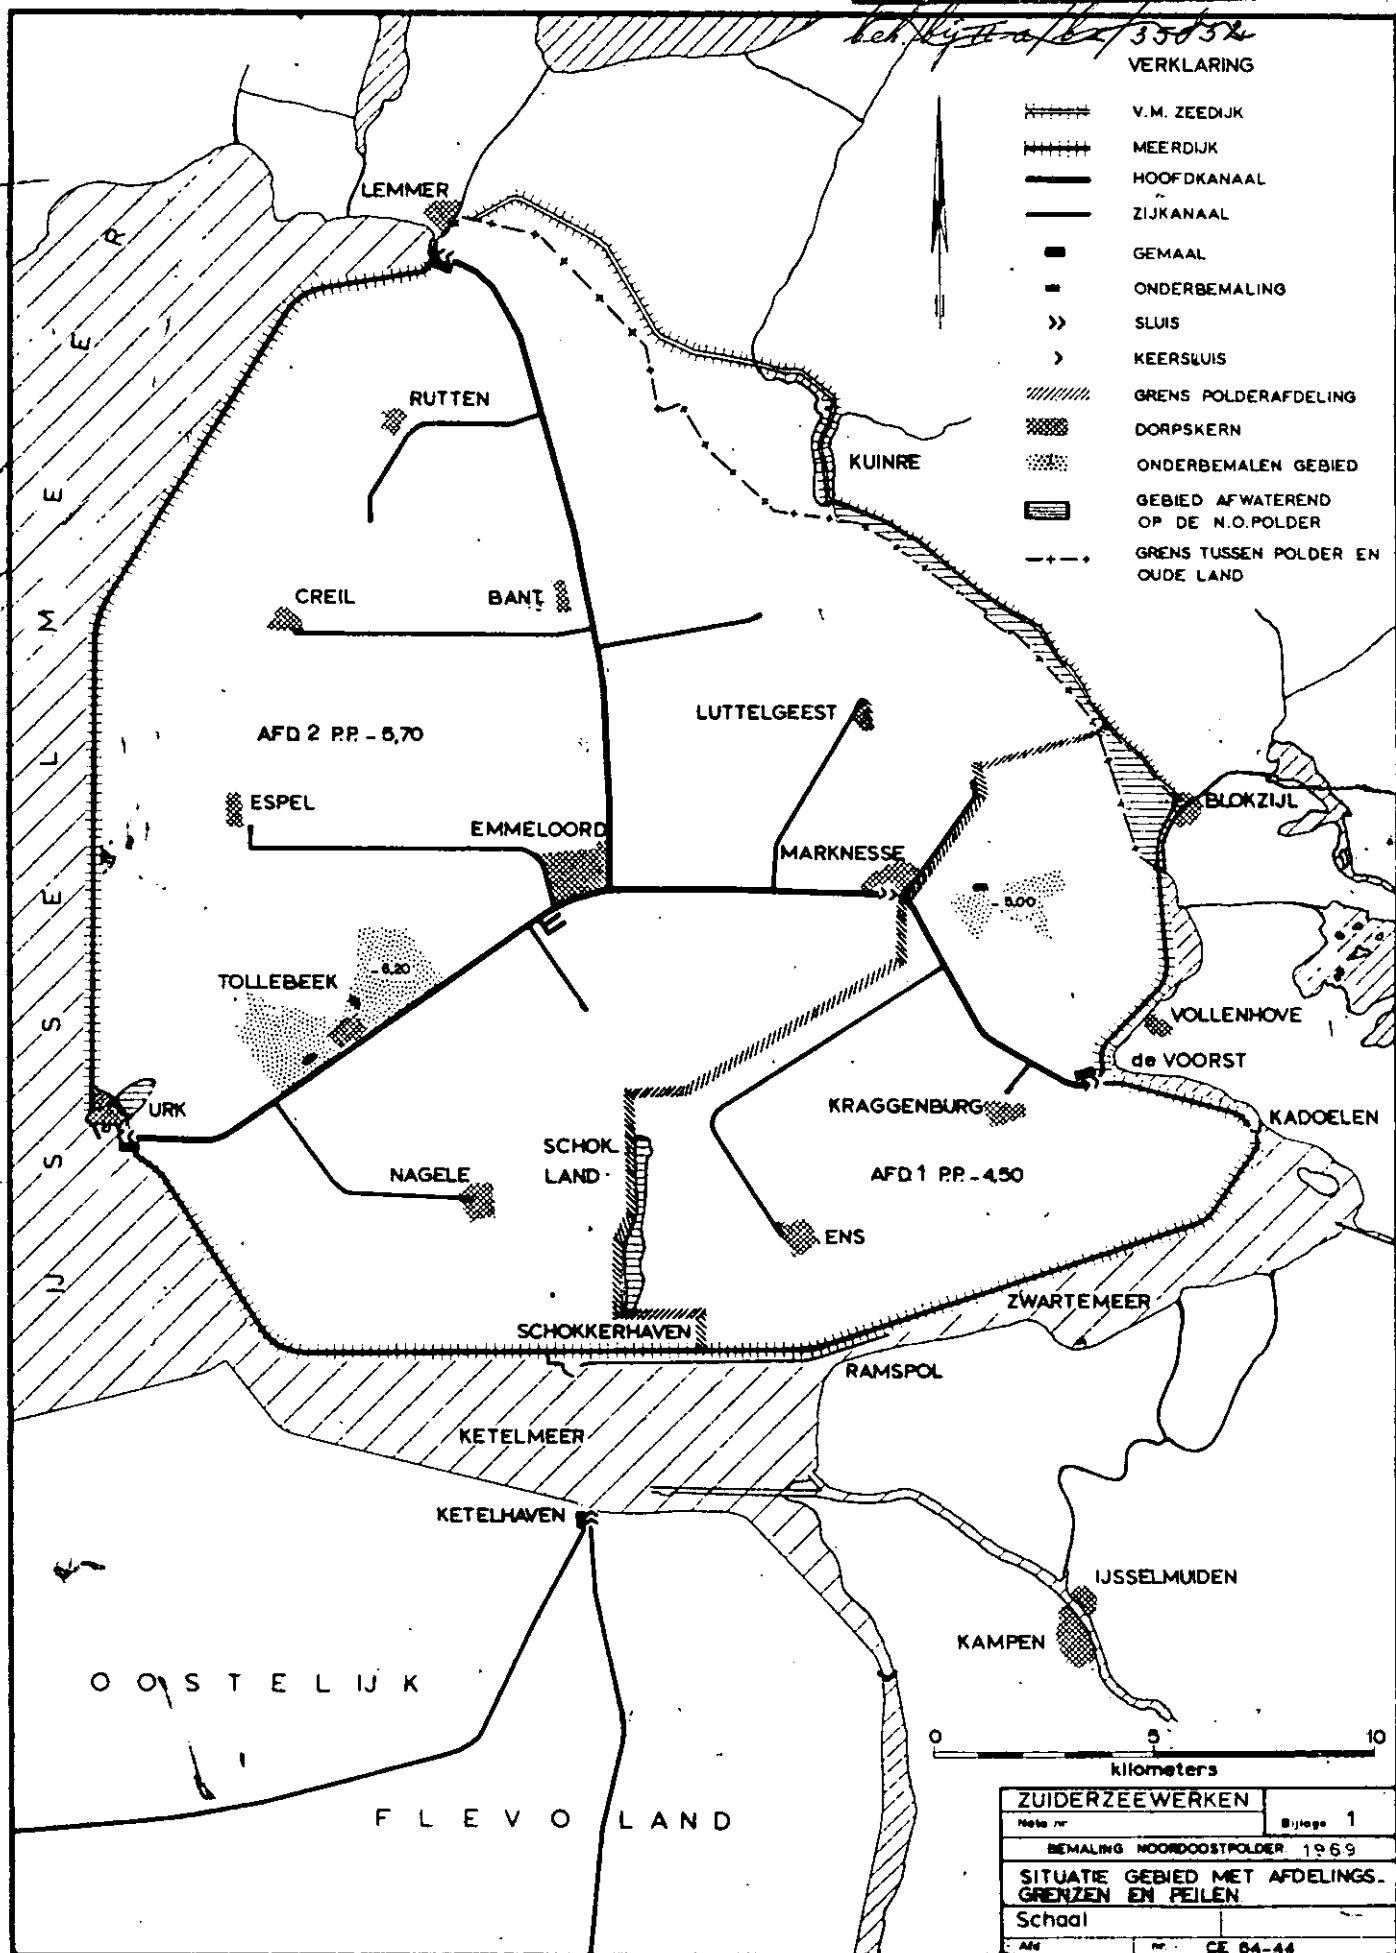 VERKLARING
V.M. ZEEDIJK
MEERDIJK
HOOFDKANAAL
ZIJKANAAL
GEMAAL
ONDERBEMALING
SLUIS
KEERSLUIS
GRENS POLDERAFDELING
DORPSKERN
ONDERBEMALEN GEBIED
GEBIED AFWATEREND
OP DE N.O.POLDER
GRENS TUSSEN POLDER EN
OUDE LAND
IJSSELMEER
LEMMER
RUTTEN
KUINRE
CREIL
BANT
LUTTELGEEST
AFD 2 P.P. - 5,70
ESPEL
EMMELOORD
MARKNESSE
BLOKZIJL
- 5,00
TOLLEBEEK
- 6,20
VOLLENHOVE
de VOORST
URK
KRAGGENBURG
KADOELEN
SCHOK
LAND
NAGELE
AFD 1 P.P. - 4,50
ENS
ZWARTEMEER
SCHOKKERHAVEN
RAMSPOL
KETELMEER
KETELHAVEN
IJSSELMUIDEN
KAMPEN
OOSTELIJK
FLEVOLAND
0 5 10
kilometers
ZUIDERZEEWERKEN
Nota nr Bijlage 1
BEMALING NOORDOOSTPOLDER 1969
SITUATIE GEBIED MET AFDELINGS-
GRENZEN EN PEILEN
Schaal
Afd nr. CE 64-44